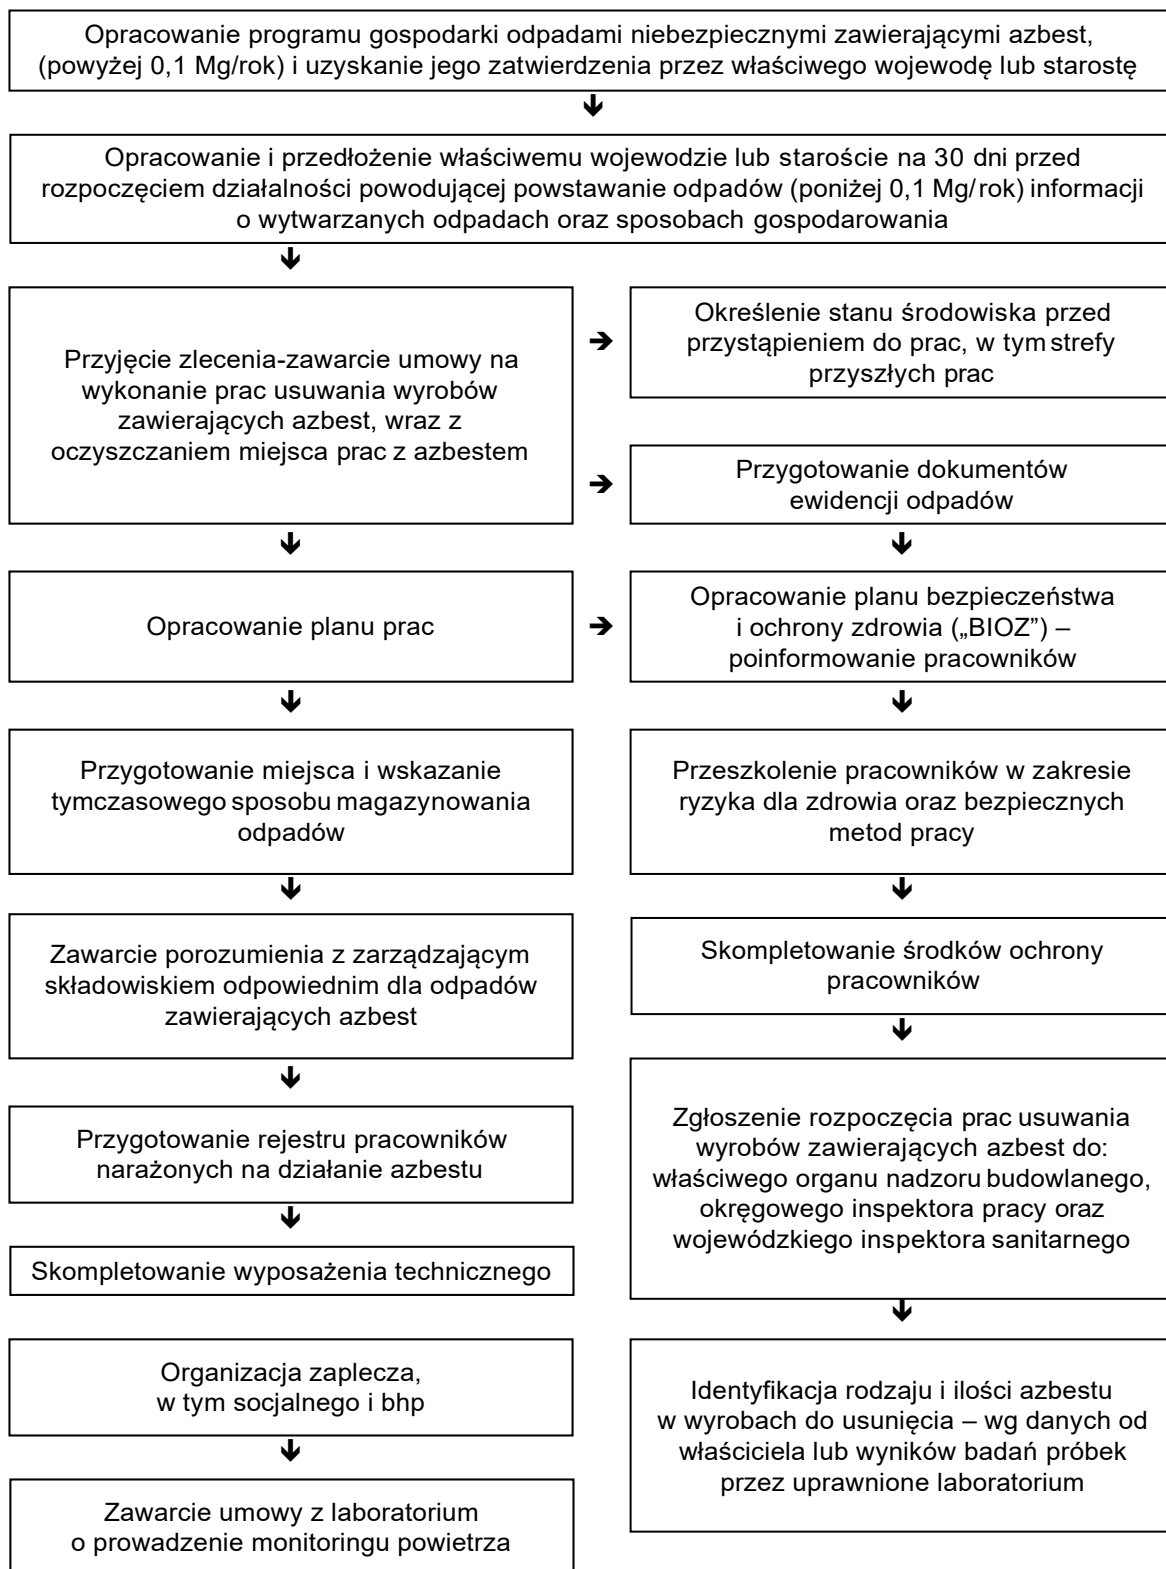 Opracowanie programu gospodarki odpadami niebezpiecznymi zawierającymi azbest,
(powyżej 0,1 Mg/rok) i uzyskanie jego zatwierdzenia przez właściwego wojewodę lub starostę
Opracowanie i przedłożenie właściwemu wojewodzie lub staroście na 30 dni przed
rozpoczęciem działalności powodującej powstawanie odpadów (poniżej 0,1 Mg/rok) informacji
o wytwarzanych odpadach oraz sposobach gospodarowania
Przyjęcie zlecenia-zawarcie umowy na
wykonanie prac usuwania wyrobów
zawierających azbest, wraz z
oczyszczaniem miejsca prac z azbestem
Określenie stanu środowiska przed
przystąpieniem do prac, w tym strefy
przyszłych prac
Przygotowanie dokumentów
ewidencji odpadów
Opracowanie planu prac
Opracowanie planu bezpieczeństwa
i ochrony zdrowia („BIOZ”) –
poinformowanie pracowników
Przygotowanie miejsca i wskazanie
tymczasowego sposobu magazynowania
odpadów
Przeszkolenie pracowników w zakresie
ryzyka dla zdrowia oraz bezpiecznych
metod pracy
Zawarcie porozumienia z zarządzającym
składowiskiem odpowiednim dla odpadów
zawierających azbest
Skompletowanie środków ochrony
pracowników
Przygotowanie rejestru pracowników
narażonych na działanie azbestu
Zgłoszenie rozpoczęcia prac usuwania
wyrobów zawierających azbest do:
właściwego organu nadzoru budowlanego,
okręgowego inspektora pracy oraz
wojewódzkiego inspektora sanitarnego
Skompletowanie wyposażenia technicznego
Organizacja zaplecza,
w tym socjalnego i bhp
Identyfikacja rodzaju i ilości azbestu
w wyrobach do usunięcia – wg danych od
właściciela lub wyników badań próbek
przez uprawnione laboratorium
Zawarcie umowy z laboratorium
o prowadzenie monitoringu powietrza